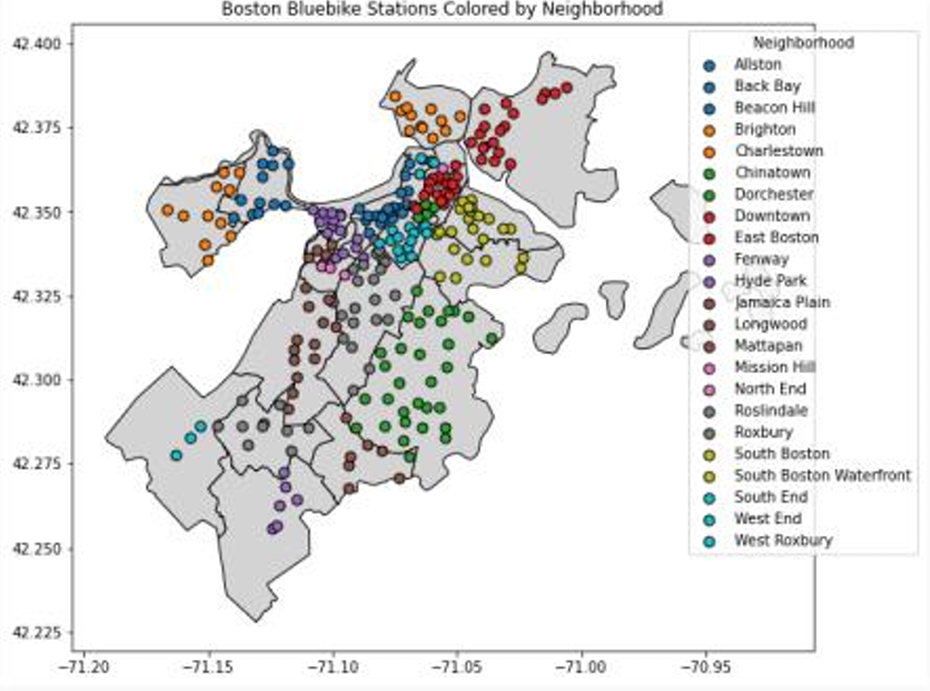 Boston Bluebike Stations Colored by Neighborhood
42.400
42.375
42.350
42.325
42.300
42.275
42.250
42.225
−71.20
−71.15
−71.10
−71.05
−71.00
−70.95
Neighborhood
Allston
Back Bay
Beacon Hill
Brighton
Charlestown
Chinatown
Dorchester
Downtown
East Boston
Fenway
Hyde Park
Jamaica Plain
Longwood
Mattapan
Mission Hill
North End
Roslindale
Roxbury
South Boston
South Boston Waterfront
South End
West End
West Roxbury